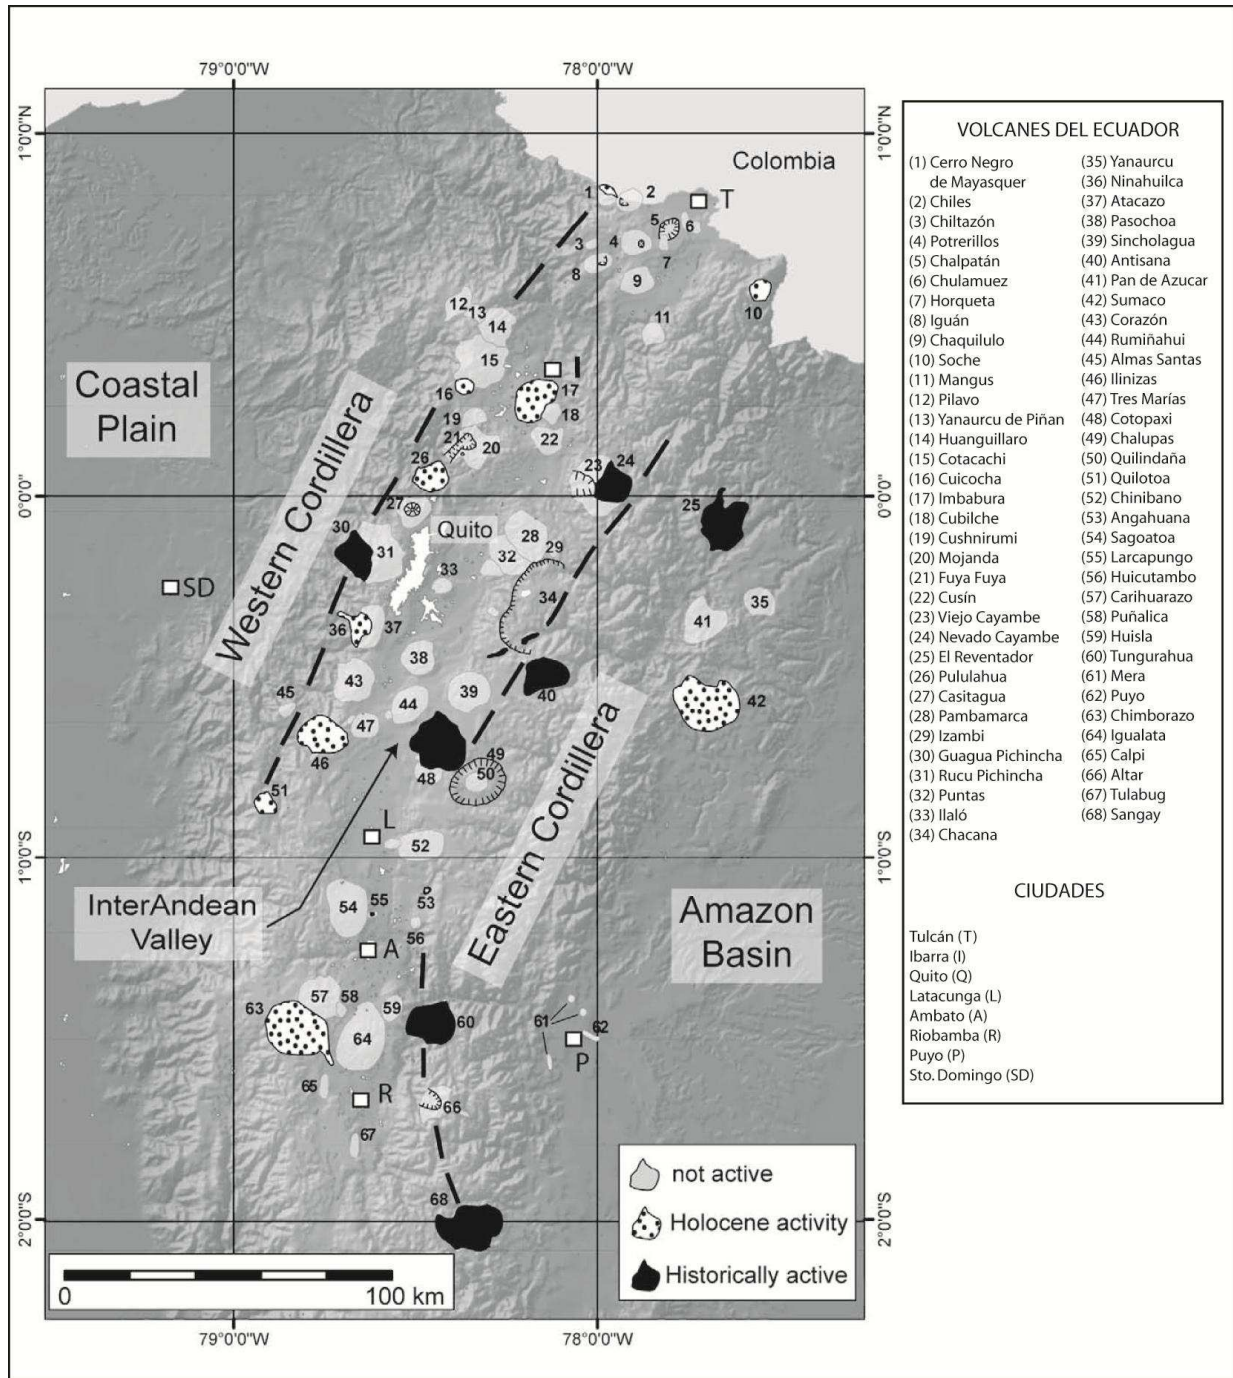 79°0'0"W
78°0'0"W
1°0'0"N
1°0'0"N
Colombia
1
2
T
5
6
3
4
7
8
9
10
12
13
14
11
15
16
17
Coastal
Plain
19
18
21
20
22
26
23
24
27
25
0°0'0"
0°0'0"
Quito
30
31
28
29
32
33
34
SD
Western Cordillera
35
41
36
37
38
43
39
40
45
44
42
47
46
48
49
50
51
Eastern Cordillera
L
52
1°0'0"S
1°0'0"S
InterAndean
Valley
54
55
53
56
A
Amazon
Basin
57
58
59
63
64
60
61
62
P
65
R
66
67
68
2°0'0"S
2°0'0"S
not active
Holocene activity
Historically active
0
100 km
79°0'0"W
78°0'0"W
VOLCANES DEL ECUADOR
(1) Cerro Negro
de Mayasquer
(2) Chiles
(3) Chiltazón
(4) Potrerillos
(5) Chalpatán
(6) Chulamuez
(7) Horqueta
(8) Iguán
(9) Chaquilulo
(10) Soche
(11) Mangus
(12) Pilavo
(13) Yanaurcu de Piñan
(14) Huanguillaro
(15) Cotacachi
(16) Cuicocha
(17) Imbabura
(18) Cubilche
(19) Cushnirumi
(20) Mojanda
(21) Fuya Fuya
(22) Cusín
(23) Viejo Cayambe
(24) Nevado Cayambe
(25) El Reventador
(26) Pululahua
(27) Casitagua
(28) Pambamarca
(29) Izambi
(30) Guagua Pichincha
(31) Rucu Pichincha
(32) Puntas
(33) Ilaló
(34) Chacana
(35) Yanaurcu
(36) Ninahuilca
(37) Atacazo
(38) Pasochoa
(39) Sincholagua
(40) Antisana
(41) Pan de Azucar
(42) Sumaco
(43) Corazón
(44) Rumiñahui
(45) Almas Santas
(46) Ilinizas
(47) Tres Marías
(48) Cotopaxi
(49) Chalupas
(50) Quilindaña
(51) Quilotoa
(52) Chinibano
(53) Angahuana
(54) Sagoatoa
(55) Larcapungo
(56) Huicutambo
(57) Carihuarazo
(58) Puñalica
(59) Huisla
(60) Tungurahua
(61) Mera
(62) Puyo
(63) Chimborazo
(64) Igualata
(65) Calpi
(66) Altar
(67) Tulabug
(68) Sangay
CIUDADES
Tulcán (T)
Ibarra (I)
Quito (Q)
Latacunga (L)
Ambato (A)
Riobamba (R)
Puyo (P)
Sto. Domingo (SD)